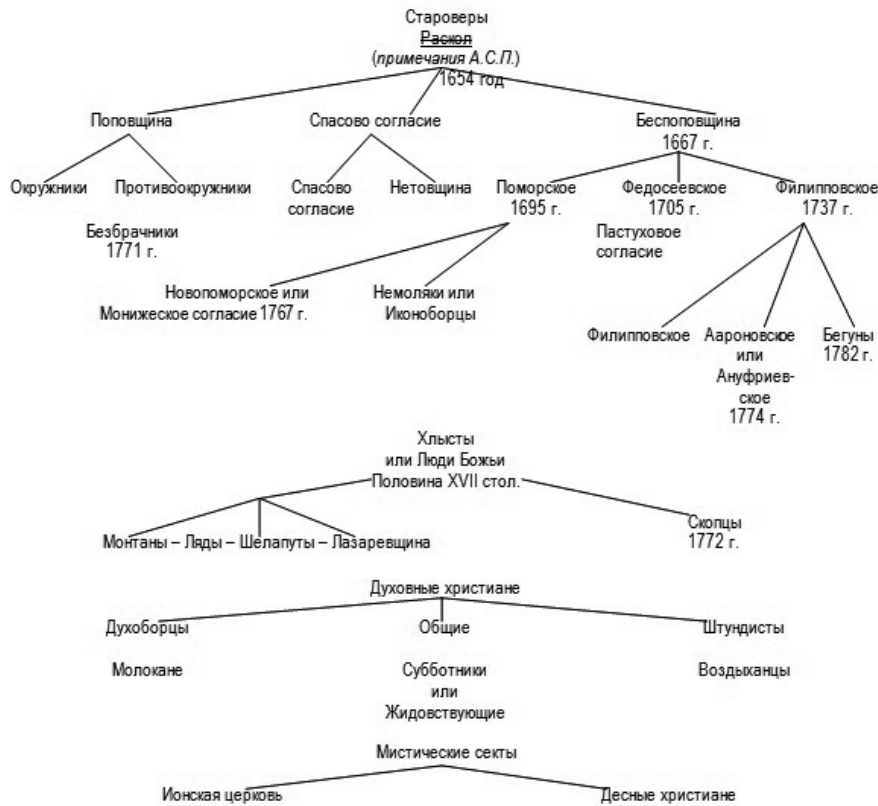 Староверы
Раскол
(примечания А.С.П.)
1654 год
Поповщина Спасово согласие Беспоповщина
1667 г.
Окружники Противоокружники Спасово Нетовщина Поморское Федосеевское Филипповское
согласие 1695 г. 1705 г. 1737 г.
Безбрачники Пастуховое
1771 г. согласие
Новопоморское или Немоляки или
Монижеское согласие 1767 г. Иконоборцы
Филипповское Аароновское Бегуны
или 1782 г.
Ануфриев-
ское
1774 г.
Хлысты
или Люди Божьи
Половина XVII стол.
Скопцы
Монтаны – Ляды – Шелапуты – Лазаревщина 1772 г.
Духовные христиане
Духоборцы Общие Штундисты
Молокане Субботники Воздыханцы
или
Жидовствующие
Мистические секты
Ионская церковь Десные христиане